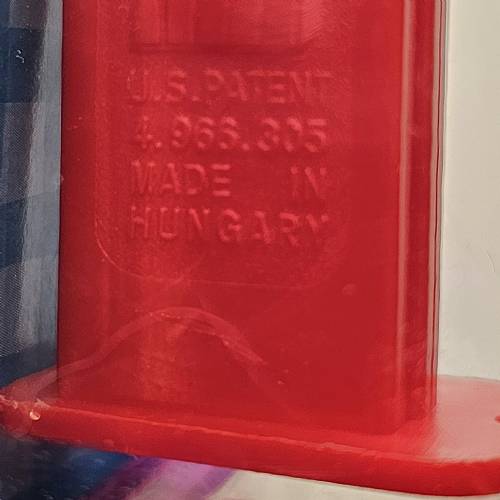 U.S.PATENT
4.966.305
MADE IN
HUNGARY